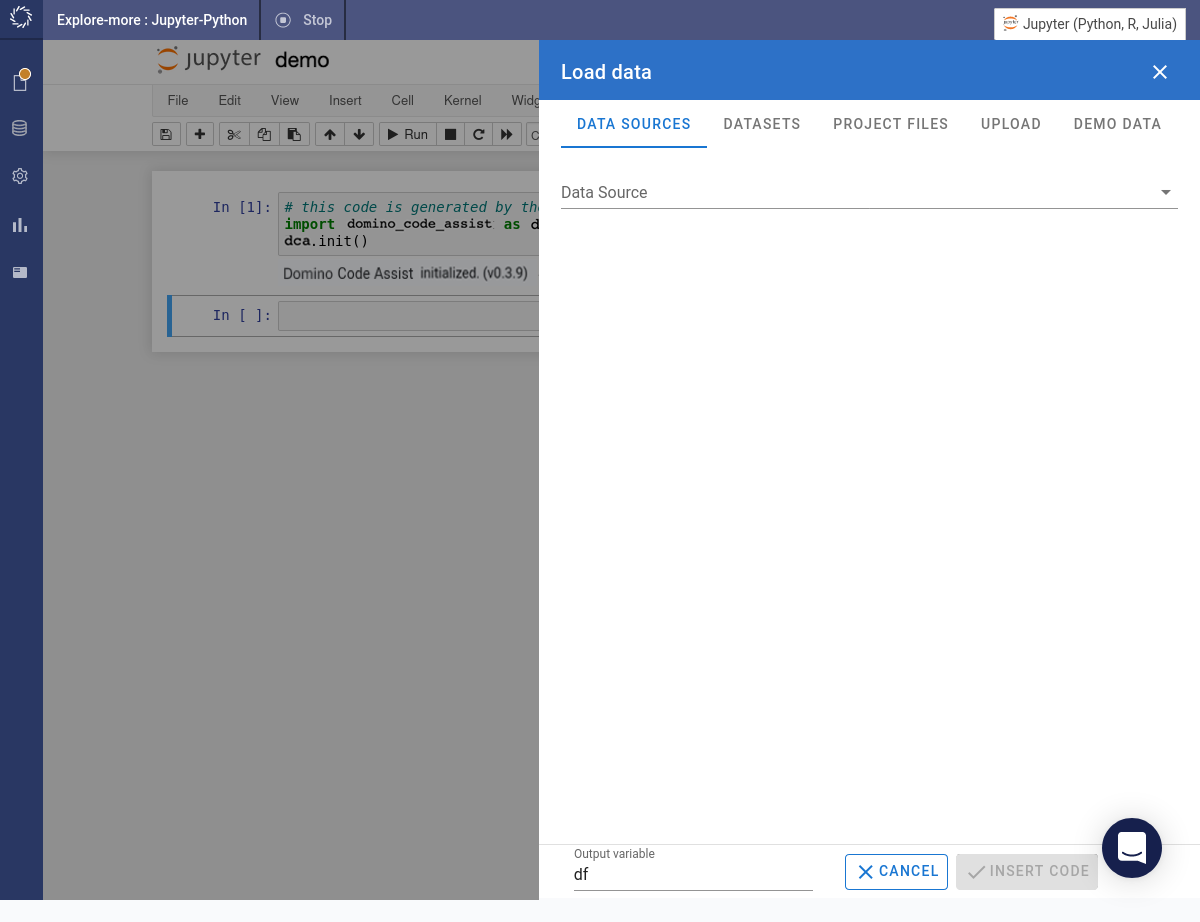 Explore-more : Jupyter-Python
Stop
Jupyter (Python, R, Julia)
jupyter demo
File Edit View Insert Cell Kernel
Run
In [1]: # this code is generated by
import domino_code_assist as
dca.init()
Domino Code Assist initialized. (v0.3.9)
In [ ]:
Load data
DATA SOURCES DATASETS PROJECT FILES UPLOAD DEMO DATA
Data Source
Output variable
df
CANCEL
INSERT CODE